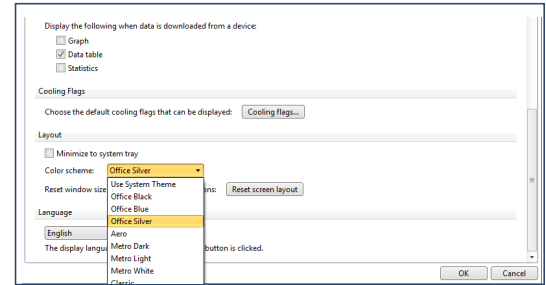 Display the following when data is downloaded from a device:
Graph
Data table
Statistics
Cooling Flags
Choose the default cooling flags that can be displayed: Cooling flags...
Layout
Minimize to system tray
Color scheme: Office Silver
Use System Theme
Reset window size ons: Reset screen layout
Office Black
Office Blue
Language
Office Silver
English
Aero
The display langua button is clicked.
Metro Dark
Metro Light
Metro White
Classic
OK Cancel